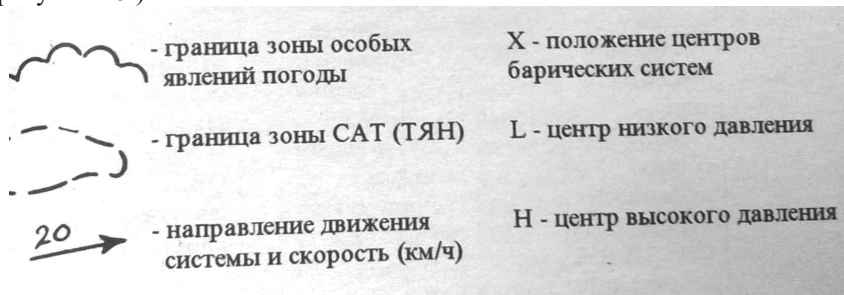 - граница зоны особых
явлений погоды
X - положение центров
барических систем
- граница зоны САТ (ТЯН)
L - центр низкого давления
20
- направление движения
системы и скорость (км/ч)
H - центр высокого давления